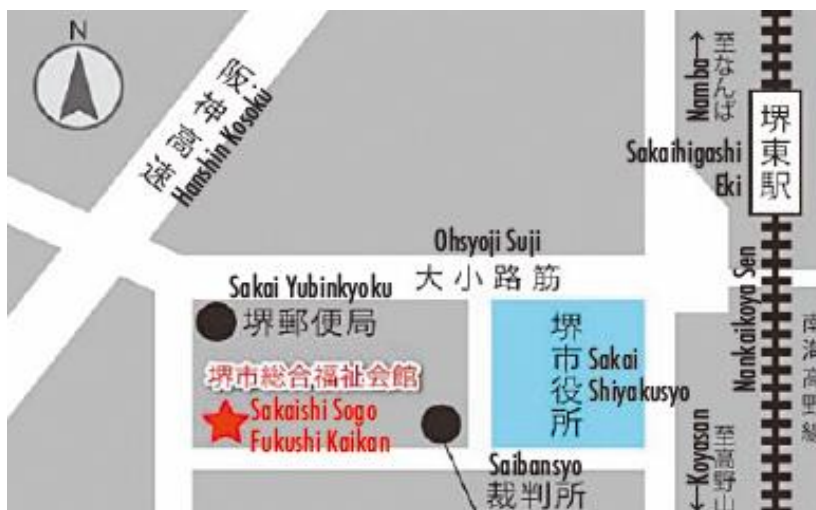 N
阪神高速
Hanshin Kosoku
Namba→
至なんば
堺東駅
Sakaihigashi
Eki
Ohsyoji Suji
大小路筋
Sakai Yubinkyoku
堺郵便局
堺市総合福祉会館
Sakaishi Sogo
Fukushi Kaikan
堺市役所
Sakai
Shiyakusyo
Nankaikoya Sen
南海高野線
Saibansyo
裁判所
←Koyasan
至高野山